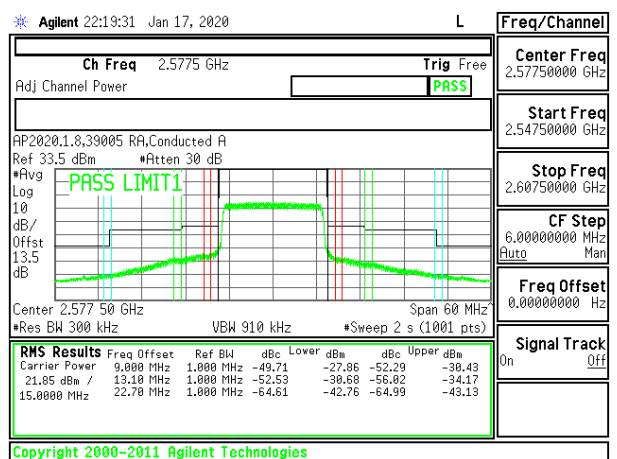 Agilent 22:19:31 Jan 17, 2020 L
Freq/Channel
Ch Freq 2.5775 GHz Trig Free
Adj Channel Power PASS
AP2020.1.8,39005 RA,Conducted A
Ref 33.5 dBm #Atten 30 dB
#Avg
Log
10
dB/
Offst
13.5
dB
PASS LIMIT1
Center 2.577 50 GHz Span 60 MHz
#Res BW 300 kHz VBW 910 kHz #Sweep 2 s (1001 pts)
RMS Results Freq Offset Ref BW dBc Lower dBm dBc Upper dBm
Carrier Power 9.000 MHz 1.000 MHz -49.71 -27.86 -52.29 -30.43
21.85 dBm / 13.10 MHz 1.000 MHz -52.53 -30.68 -56.02 -34.17
15.0000 MHz 22.70 MHz 1.000 MHz -64.61 -42.76 -64.99 -43.13
Center Freq
2.57750000 GHz
Start Freq
2.54750000 GHz
Stop Freq
2.60750000 GHz
CF Step
6.00000000 MHz
Auto Man
Freq Offset
0.00000000 Hz
Signal Track
On Off
Copyright 2000-2011 Agilent Technologies